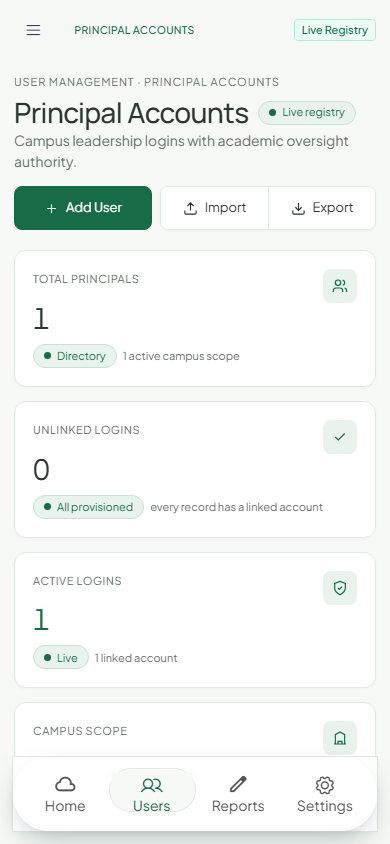 PRINCIPAL ACCOUNTS
Live Registry
USER MANAGEMENT · PRINCIPAL ACCOUNTS
Principal Accounts
Live registry
Campus leadership logins with academic oversight
authority.
Add User
Import
Export
TOTAL PRINCIPALS
1
Directory
1 active campus scope
UNLINKED LOGINS
0
All provisioned
every record has a linked account
ACTIVE LOGINS
1
Live
1 linked account
CAMPUS SCOPE
Home
Users
Reports
Settings